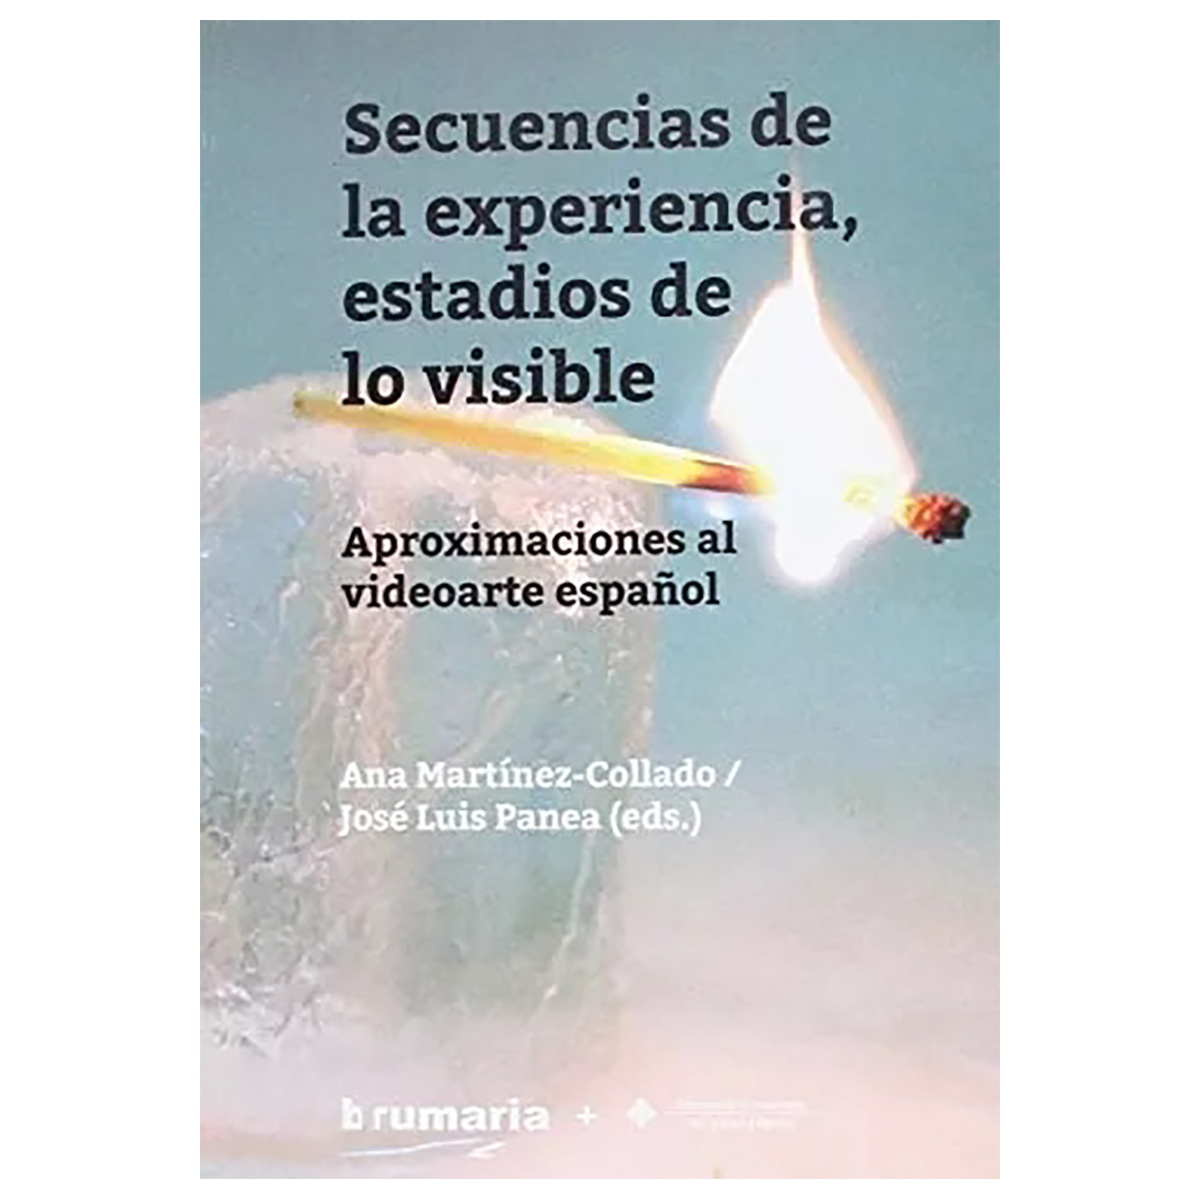 Secuencias de
la experiencia,
estadios de
lo visible
Aproximaciones al
videoarte español
Ana Martínez-Collado /
José Luis Panea (eds.)
brumaria +